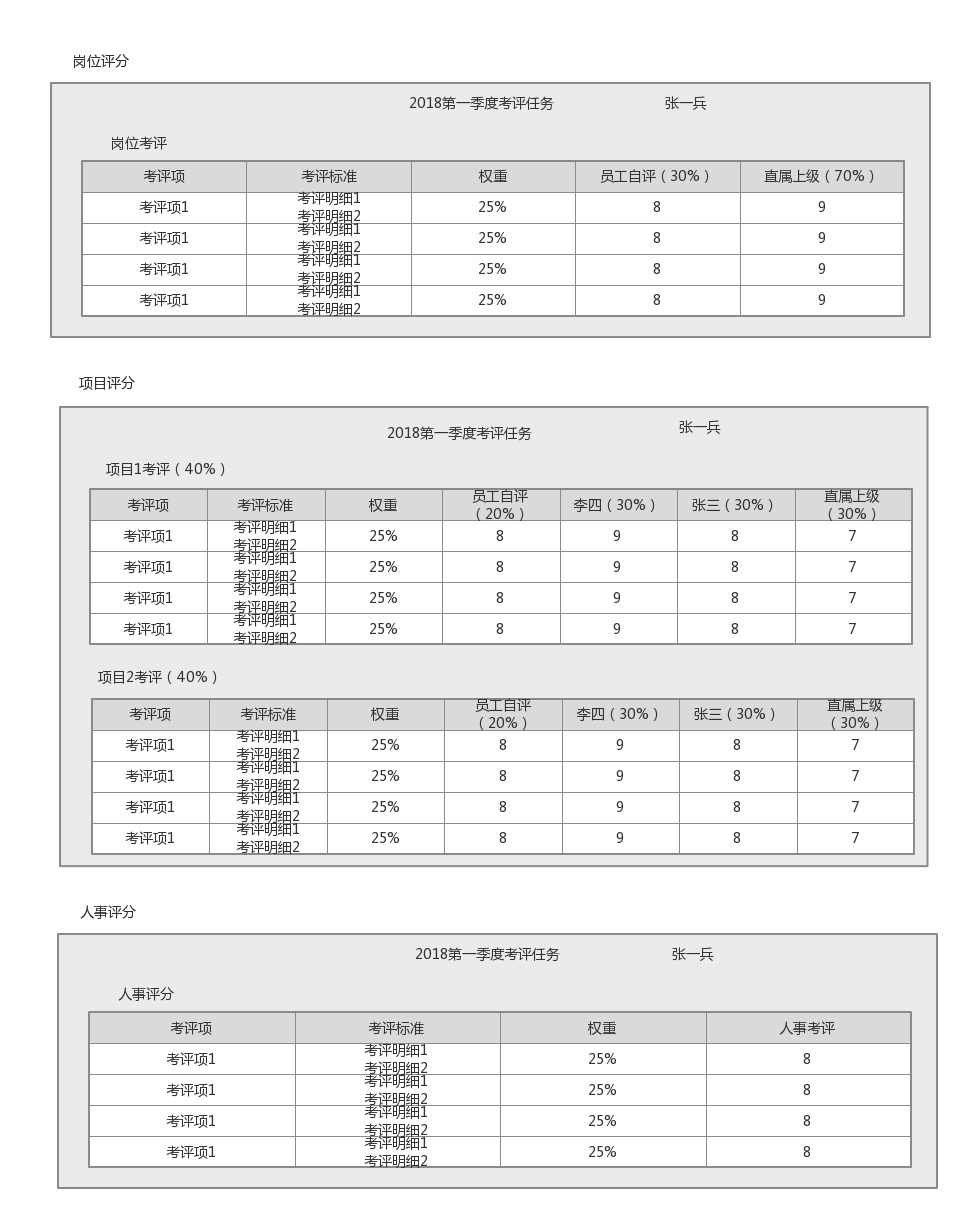 岗位评分
2018第一季度考评任务 张一兵
岗位考评
考评项 考评标准 权重 员工自评（30%） 直属上级（70%）
考评项1 考评明细1 考评明细2 25% 8 9
考评项1 考评明细1 考评明细2 25% 8 9
考评项1 考评明细1 考评明细2 25% 8 9
考评项1 考评明细1 考评明细2 25% 8 9
项目评分
2018第一季度考评任务 张一兵
项目1考评（40%）
考评项 考评标准 权重 员工自评（20%） 李四（30%） 张三（30%） 直属上级（30%）
考评项1 考评明细1 考评明细2 25% 8 9 8 7
考评项1 考评明细1 考评明细2 25% 8 9 8 7
考评项1 考评明细1 考评明细2 25% 8 9 8 7
考评项1 考评明细1 考评明细2 25% 8 9 8 7
项目2考评（40%）
考评项 考评标准 权重 员工自评（20%） 李四（30%） 张三（30%） 直属上级（30%）
考评项1 考评明细1 考评明细2 25% 8 9 8 7
考评项1 考评明细1 考评明细2 25% 8 9 8 7
考评项1 考评明细1 考评明细2 25% 8 9 8 7
考评项1 考评明细1 考评明细2 25% 8 9 8 7
人事评分
2018第一季度考评任务 张一兵
人事评分
考评项 考评标准 权重 人事考评
考评项1 考评明细1 考评明细2 25% 8
考评项1 考评明细1 考评明细2 25% 8
考评项1 考评明细1 考评明细2 25% 8
考评项1 考评明细1 考评明细2 25% 8